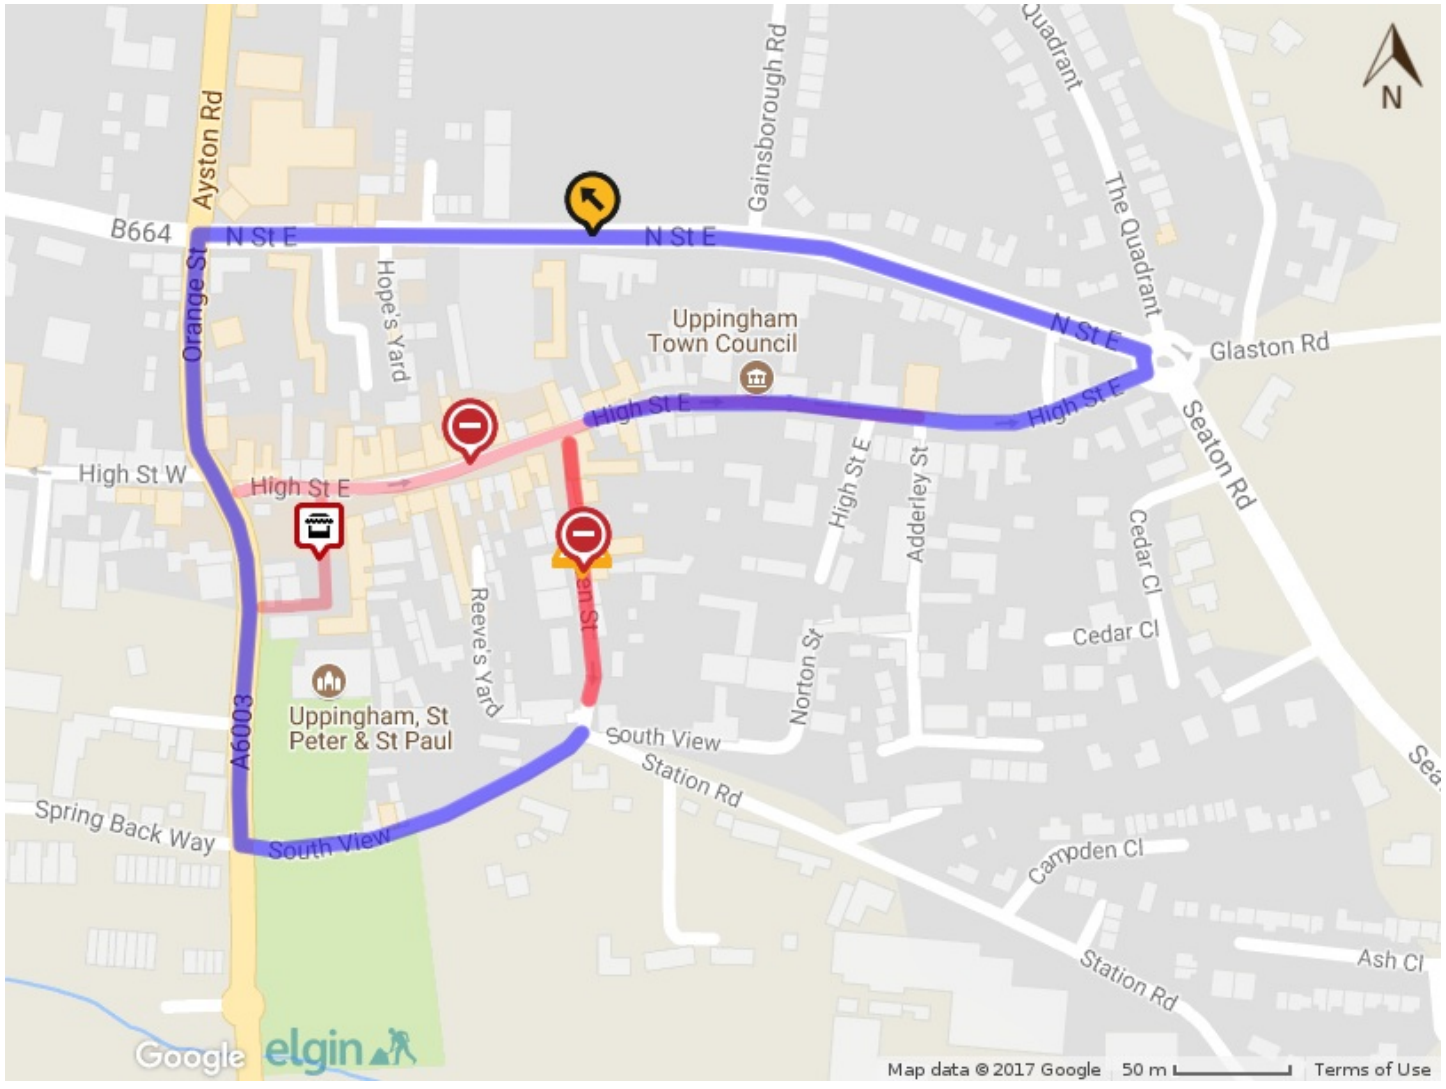 Quadrant
Gainsborough Rd
N
Ayston Rd
The Quadrant
B664
N St E
N St E
Orange St
Hope's Yard
Uppingham
Town Council
N St E
Glaston Rd
High St E
High St E
Seaton Rd
High St W
High St E
High St E
Adderley St
Cedar Cl
Reeve's Yard
Cedar Cl
Norton St
A6003
Uppingham, St
Peter & St Paul
South View
Station Rd
Spring Back Way
South View
Campden Cl
Station Rd
Ash Cl
Google
elgin
Map data © 2017 Google
50 m
Terms of Use